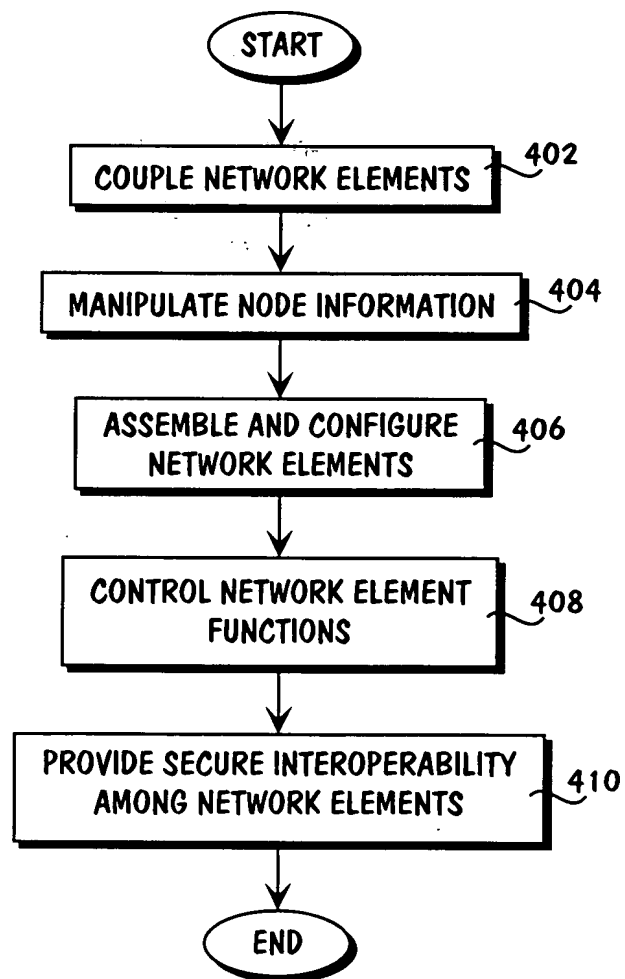 START
COUPLE NETWORK ELEMENTS
402
MANIPULATE NODE INFORMATION
404
ASSEMBLE AND CONFIGURE
NETWORK ELEMENTS
406
CONTROL NETWORK ELEMENT
FUNCTIONS
408
PROVIDE SECURE INTEROPERABILITY
AMONG NETWORK ELEMENTS
410
END